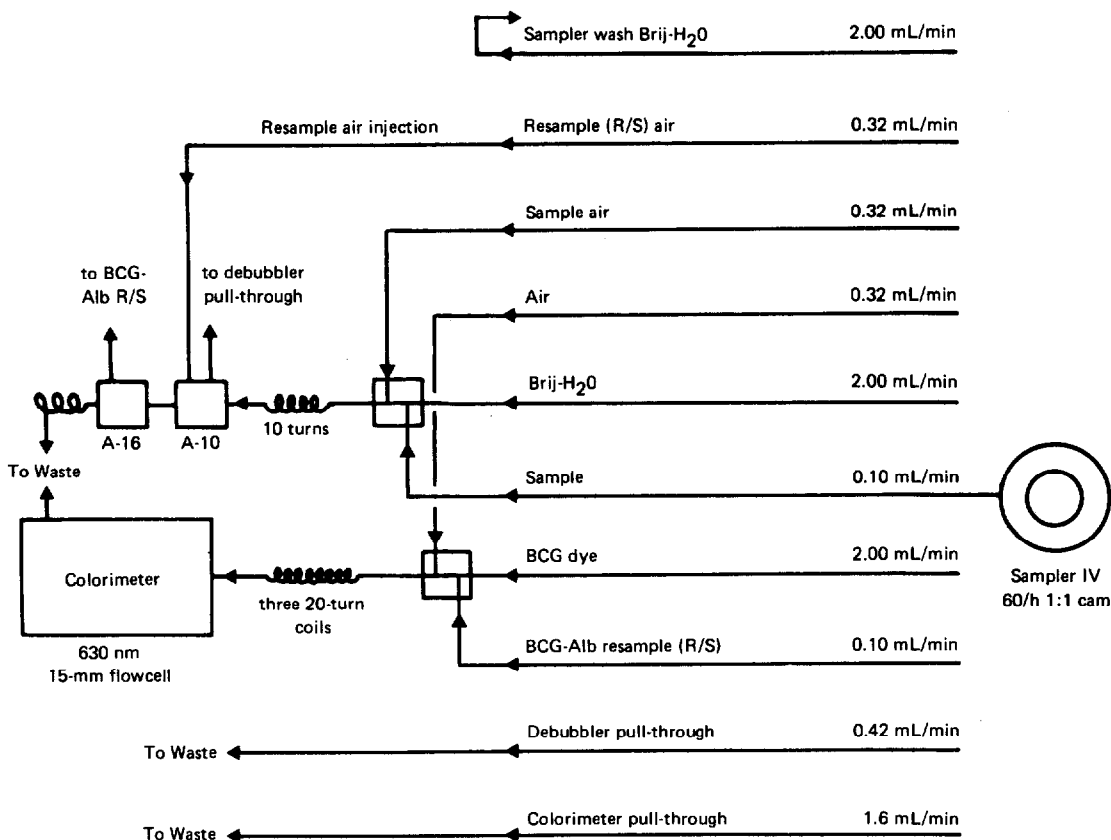 Sampler wash Brij-H2O 2.00 mL/min
Resample air injection Resample (R/S) air 0.32 mL/min
Sample air 0.32 mL/min
to BCG-
Alb R/S
to debubbler
pull-through
Air 0.32 mL/min
Brij-H2O 2.00 mL/min
A-16
A-10
10 turns
To Waste
Sample 0.10 mL/min
Sampler IV
60/h 1:1 cam
BCG dye 2.00 mL/min
Colorimeter
three 20-turn
coils
630 nm
15-mm flowcell
BCG-Alb resample (R/S) 0.10 mL/min
To Waste
Debubbler pull-through 0.42 mL/min
To Waste
Colorimeter pull-through 1.6 mL/min